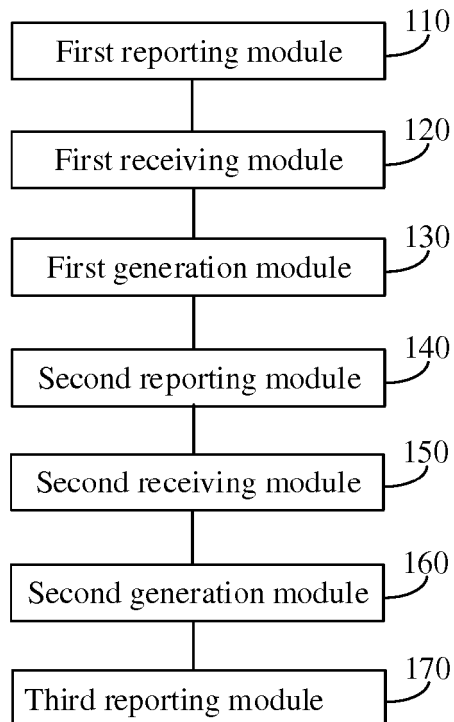 110
First reporting module
120
First receiving module
130
First generation module
140
Second reporting module
150
Second receiving module
160
Second generation module
170
Third reporting module